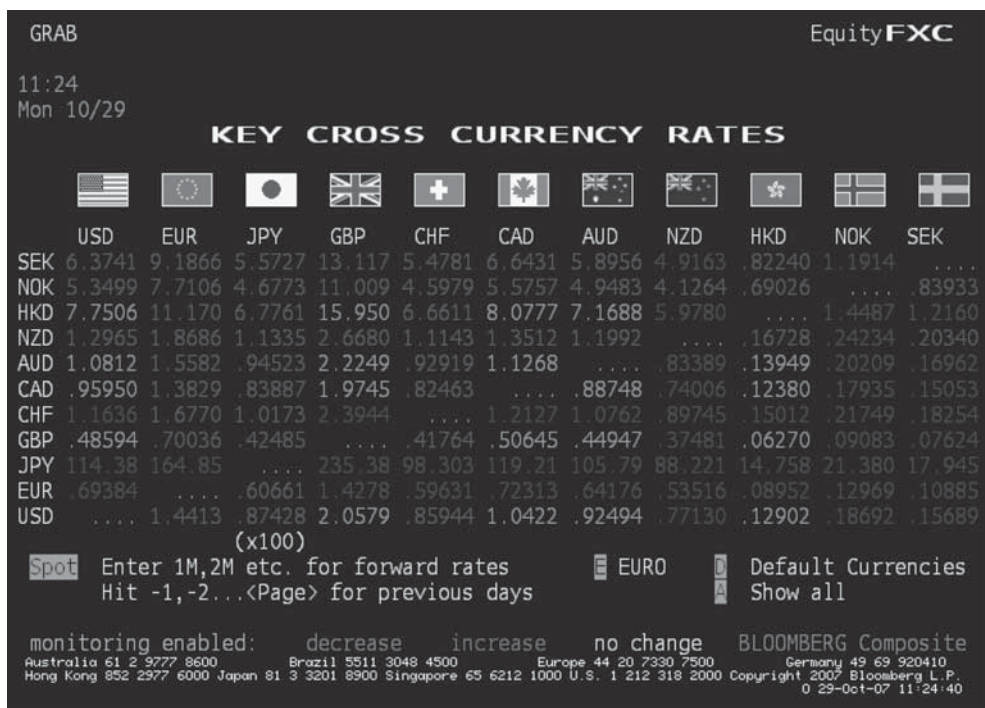 GRAB Equity FXC
11:24
Mon 10/29
KEY CROSS CURRENCY RATES
USD EUR JPY GBP CHF CAD AUD NZD HKD NOK SEK
SEK 6.3741 9.1866 5.5727 13.117 5.4781 6.6431 5.8956 4.9163 .82240 1.1914 ....
NOK 5.3499 7.7106 4.6773 11.009 4.5979 5.5757 4.9483 4.1264 .69026 .... .83933
HKD 7.7506 11.170 6.7761 15.950 6.6611 8.0777 7.1688 5.9780 .... 1.4487 1.2160
NZD 1.2965 1.8686 1.1335 2.6680 1.1143 1.3512 1.1992 .... .16728 .24234 .20340
AUD 1.0812 1.5582 .94523 2.2249 .92919 1.1268 .... .83389 .13949 .20209 .16962
CAD .95950 1.3829 .83887 1.9745 .82463 .... .88748 .74006 .12380 .17935 .15053
CHF 1.1636 1.6770 1.0173 2.3944 .... 1.2127 1.0762 .89745 .15012 .21749 .18254
GBP .48594 .70036 .42485 .... .41764 .50645 .44947 .37481 .06270 .09083 .07624
JPY 114.38 164.85 .... 235.38 98.303 119.21 105.79 88.221 14.758 21.380 17.945
EUR .69384 .... .60661 1.4278 .59631 .72313 .64176 .53516 .08952 .12969 .10885
USD .... 1.4413 .87428 2.0579 .85944 1.0422 .92494 .77130 .12902 .18692 .15689
(x100)
Spot Enter 1M,2M etc. for forward rates E EURO D Default Currencies
Hit -1,-2...<Page> for previous days A Show all
monitoring enabled: decrease increase no change BLOOMBERG Composite
Australia 61 2 9777 8600 Brazil 5511 3048 4500 Europe 44 20 7330 7500 Germany 49 69 920410
Hong Kong 852 2977 6000 Japan 81 3 3201 8900 Singapore 65 6212 1000 U.S. 1 212 318 2000 Copyright 2007 Bloomberg L.P.
0 29-Oct-07 11:24:40